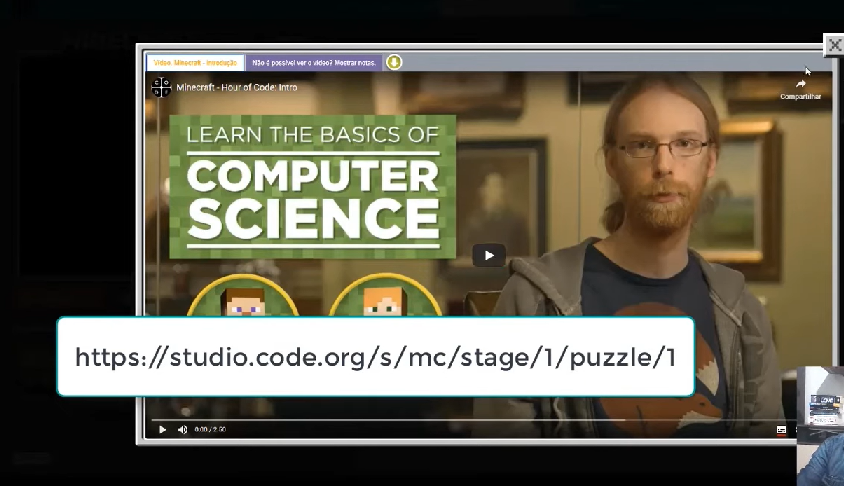 Vídeo: Minecraft - Introdução
Não é possível ver o vídeo? Mostrar notas.
Minecraft - Hour of Code: Intro
Compartilhar
LEARN THE BASICS OF
COMPUTER
SCIENCE
https://studio.code.org/s/mc/stage/1/puzzle/1
0:00 / 2:50